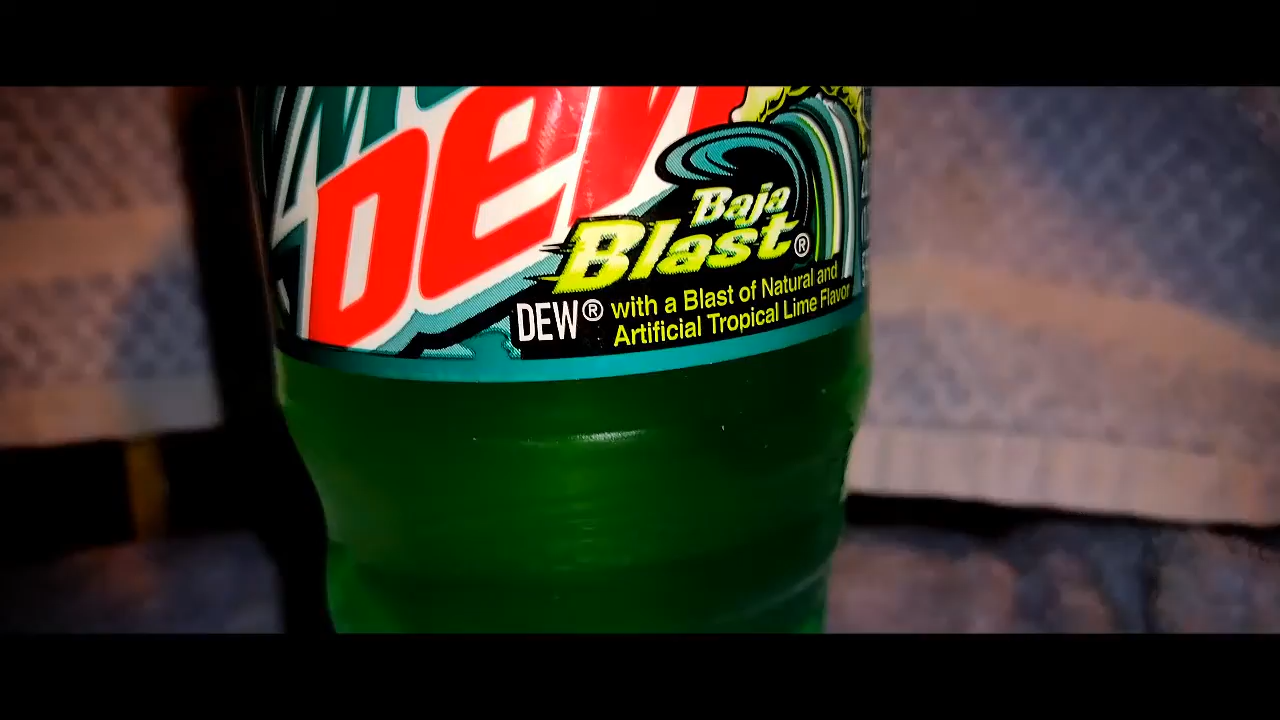 Dew
Baja
Blast®
DEW® with a Blast of Natural and
Artificial Tropical Lime Flavor